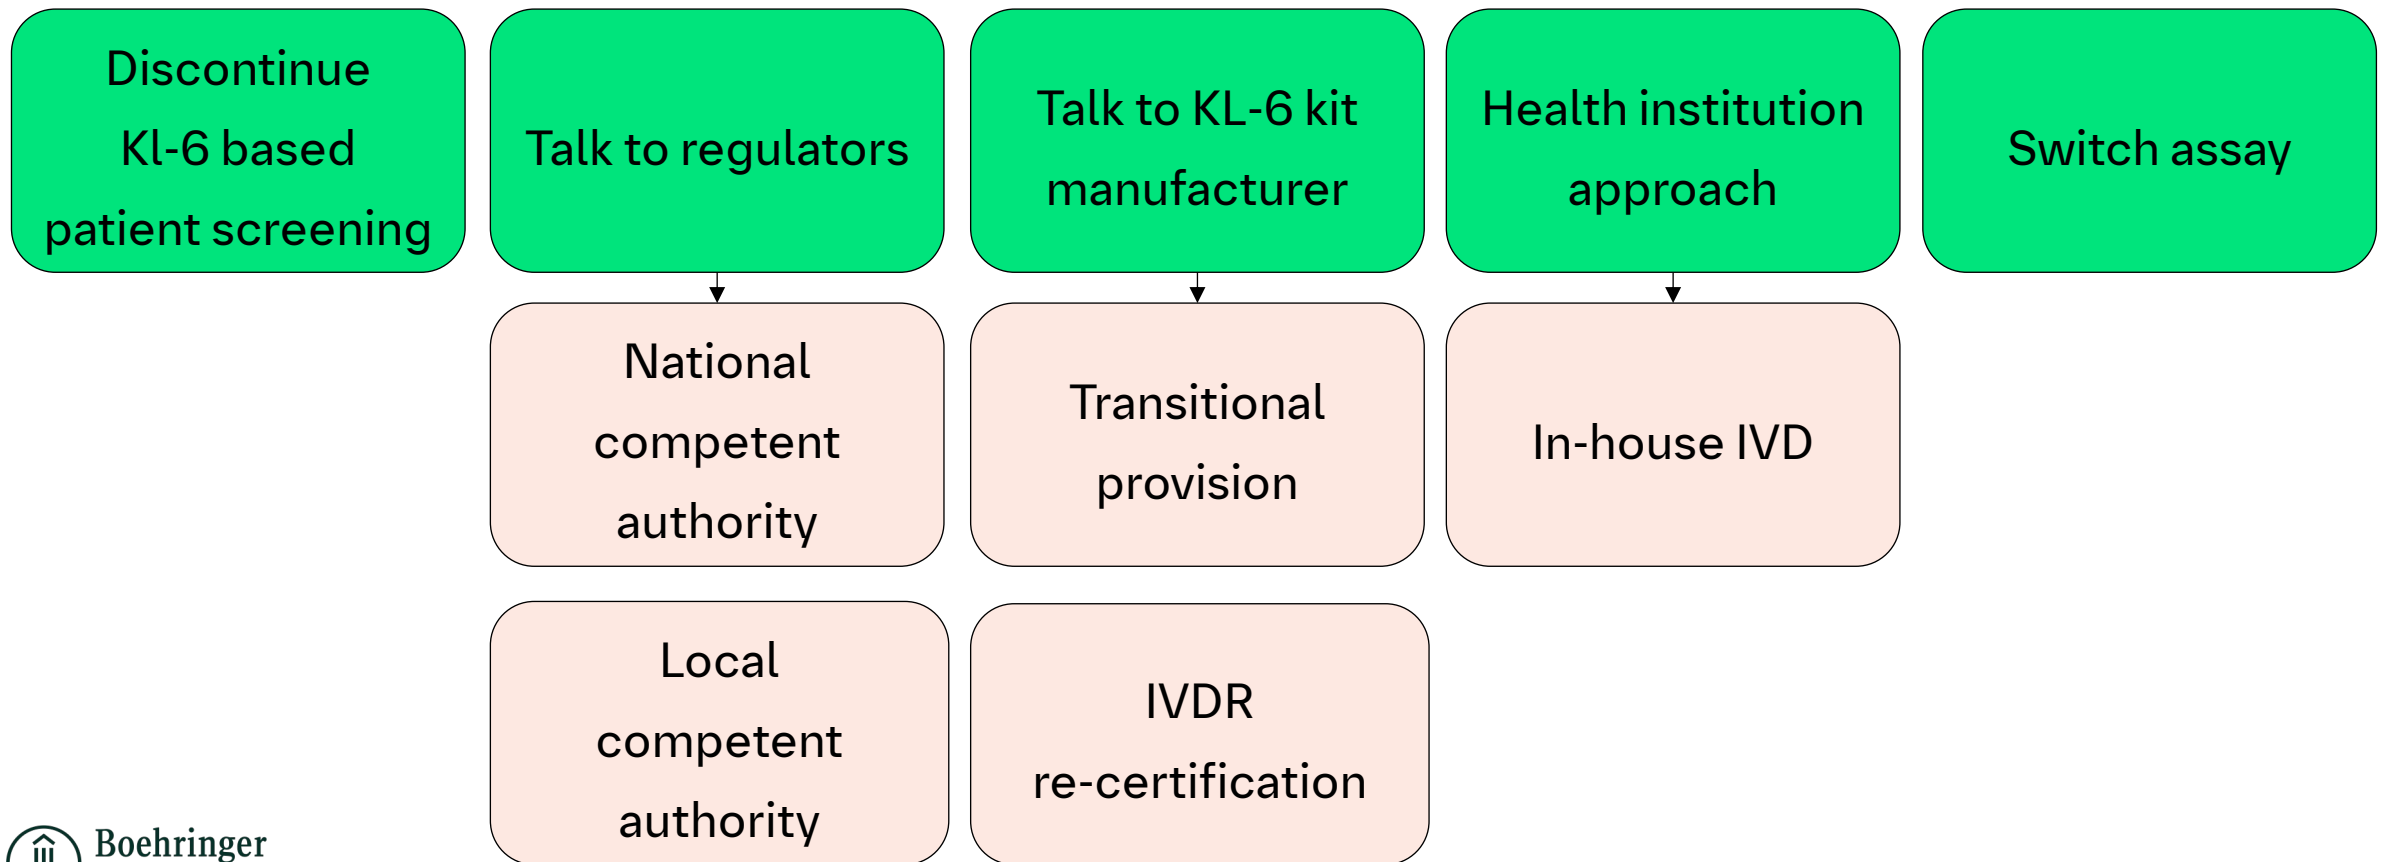 Discontinue
Kl-6 based
patient screening
Talk to regulators
Talk to KL-6 kit
manufacturer
Health institution
approach
Switch assay
National
competent
authority
Transitional
provision
In-house IVD
Local
competent
authority
IVDR
re-certification
Boehringer